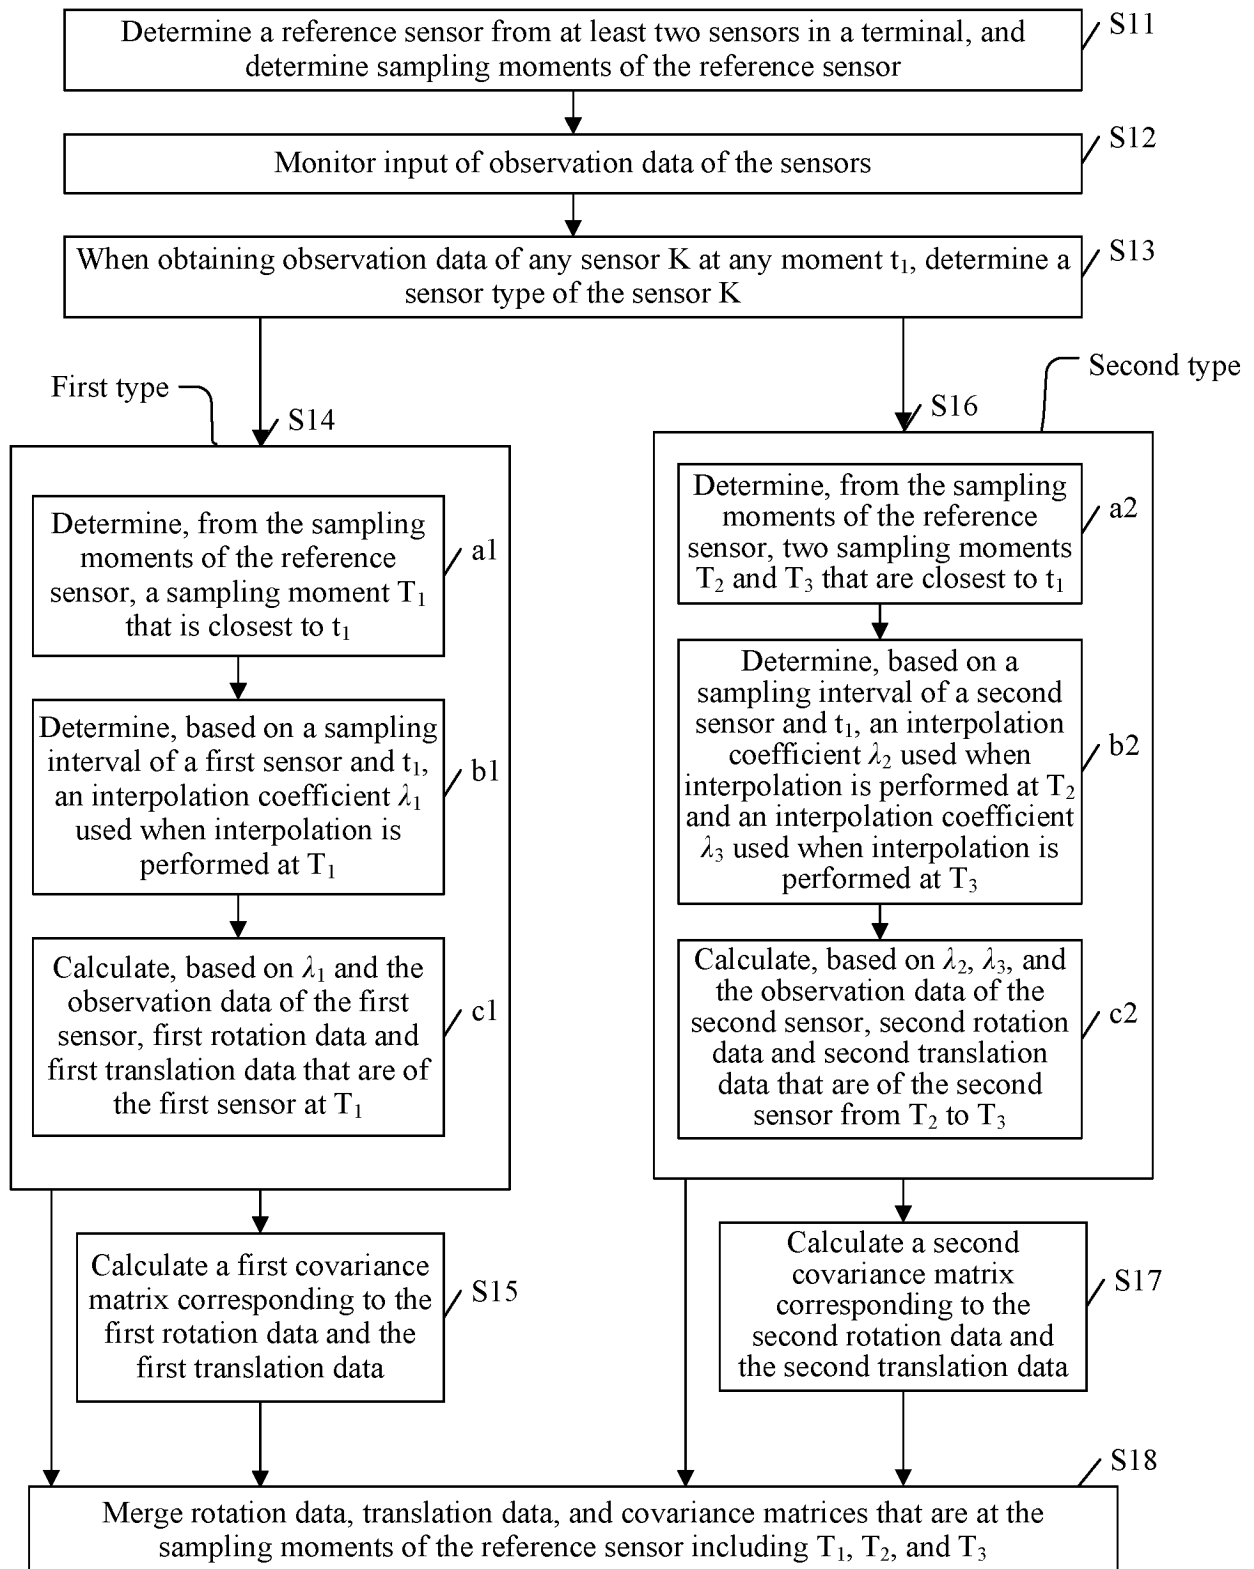 Determine a reference sensor from at least two sensors in a terminal, and
determine sampling moments of the reference sensor
S11
Monitor input of observation data of the sensors
S12
When obtaining observation data of any sensor K at any moment t₁, determine a
sensor type of the sensor K
S13
First type
S14
Determine, from the sampling
moments of the reference
sensor, a sampling moment T₁
that is closest to t₁
a1
Determine, based on a sampling
interval of a first sensor and t₁,
an interpolation coefficient λ₁
used when interpolation is
performed at T₁
b1
Calculate, based on λ₁ and the
observation data of the first
sensor, first rotation data and
first translation data that are of
the first sensor at T₁
c1
Calculate a first covariance
matrix corresponding to the
first rotation data and the
first translation data
S15
Second type
S16
Determine, from the sampling
moments of the reference
sensor, two sampling moments
T₂ and T₃ that are closest to t₁
a2
Determine, based on a
sampling interval of a second
sensor and t₁, an interpolation
coefficient λ₂ used when
interpolation is performed at T₂
and an interpolation coefficient
λ₃ used when interpolation is
performed at T₃
b2
Calculate, based on λ₂, λ₃, and
the observation data of the
second sensor, second rotation
data and second translation
data that are of the second
sensor from T₂ to T₃
c2
Calculate a second
covariance matrix
corresponding to the
second rotation data and
the second translation data
S17
S18
Merge rotation data, translation data, and covariance matrices that are at the
sampling moments of the reference sensor including T₁, T₂, and T₃